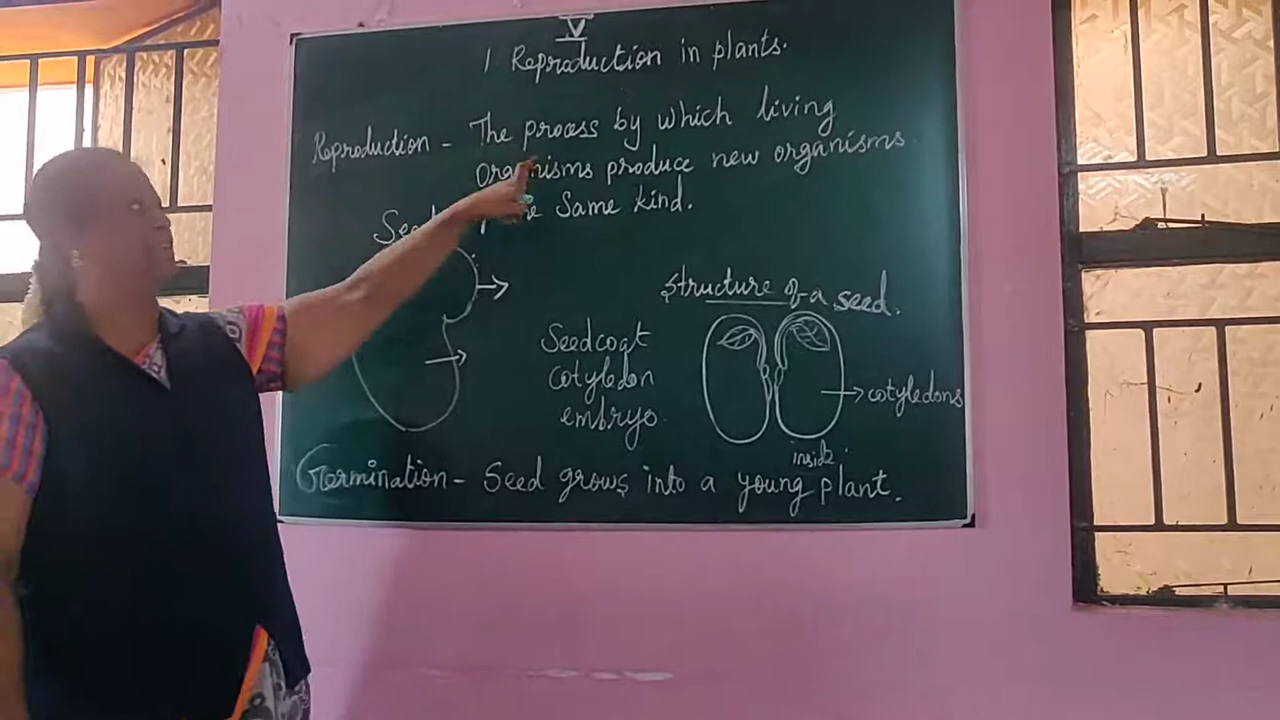 V
1 Reproduction in plants.
Reproduction - The process by which living
organisms produce new organisms
Same kind.
Structure of a seed.
Seedcoat
cotyledon
embryo
cotyledons
inside.
Germination - Seed grows into a young plant.